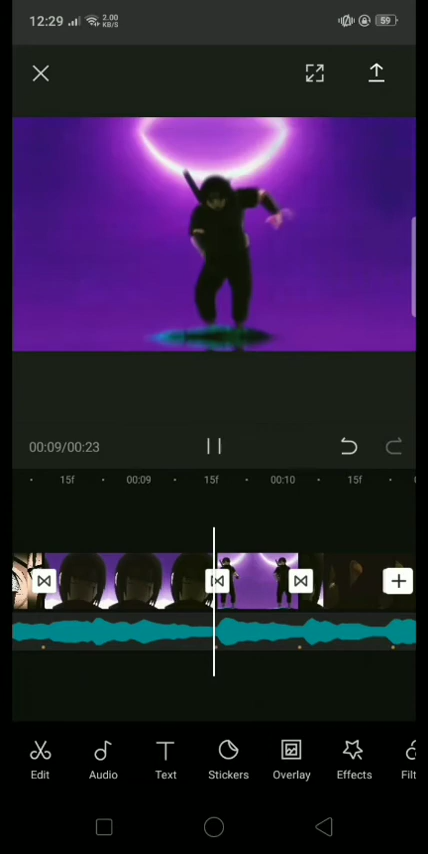 12:29 2.00 KB/S 59
00:09/00:23
15f 00:09 15f 00:10 15f
Edit Audio Text Stickers Overlay Effects Filt